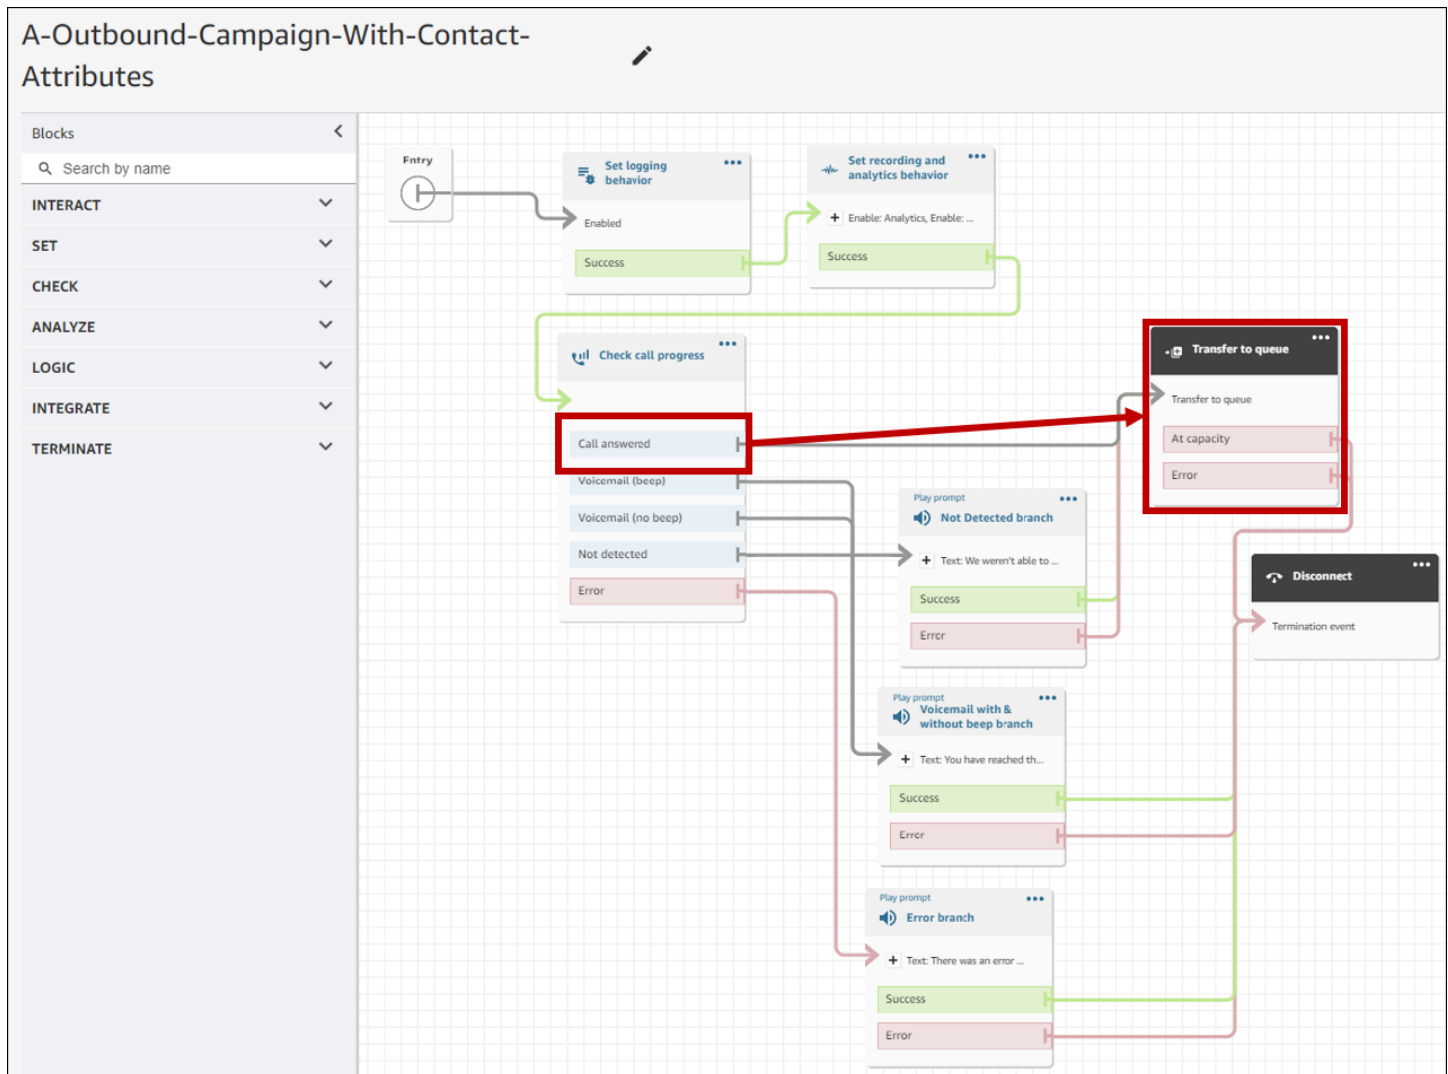 A-Outbound-Campaign-With-Contact-
Attributes
Blocks
Search by name
INTERACT
SET
CHECK
ANALYZE
LOGIC
INTEGRATE
TERMINATE
Entry
Set logging
behavior
Enabled
Success
Set recording and
analytics behavior
Enable: Analytics, Enable: ...
Success
Check call progress
Call answered
Voicemail (beep)
Voicemail (no beep)
Not detected
Error
Transfer to queue
Transfer to queue
At capacity
Error
Play prompt
Not Detected branch
Text: We weren't able to ...
Success
Error
Disconnect
Termination event
Play prompt
Voicemail with &
without beep branch
Text: You have reached th...
Success
Error
Play prompt
Error branch
Text: There was an error ...
Success
Error